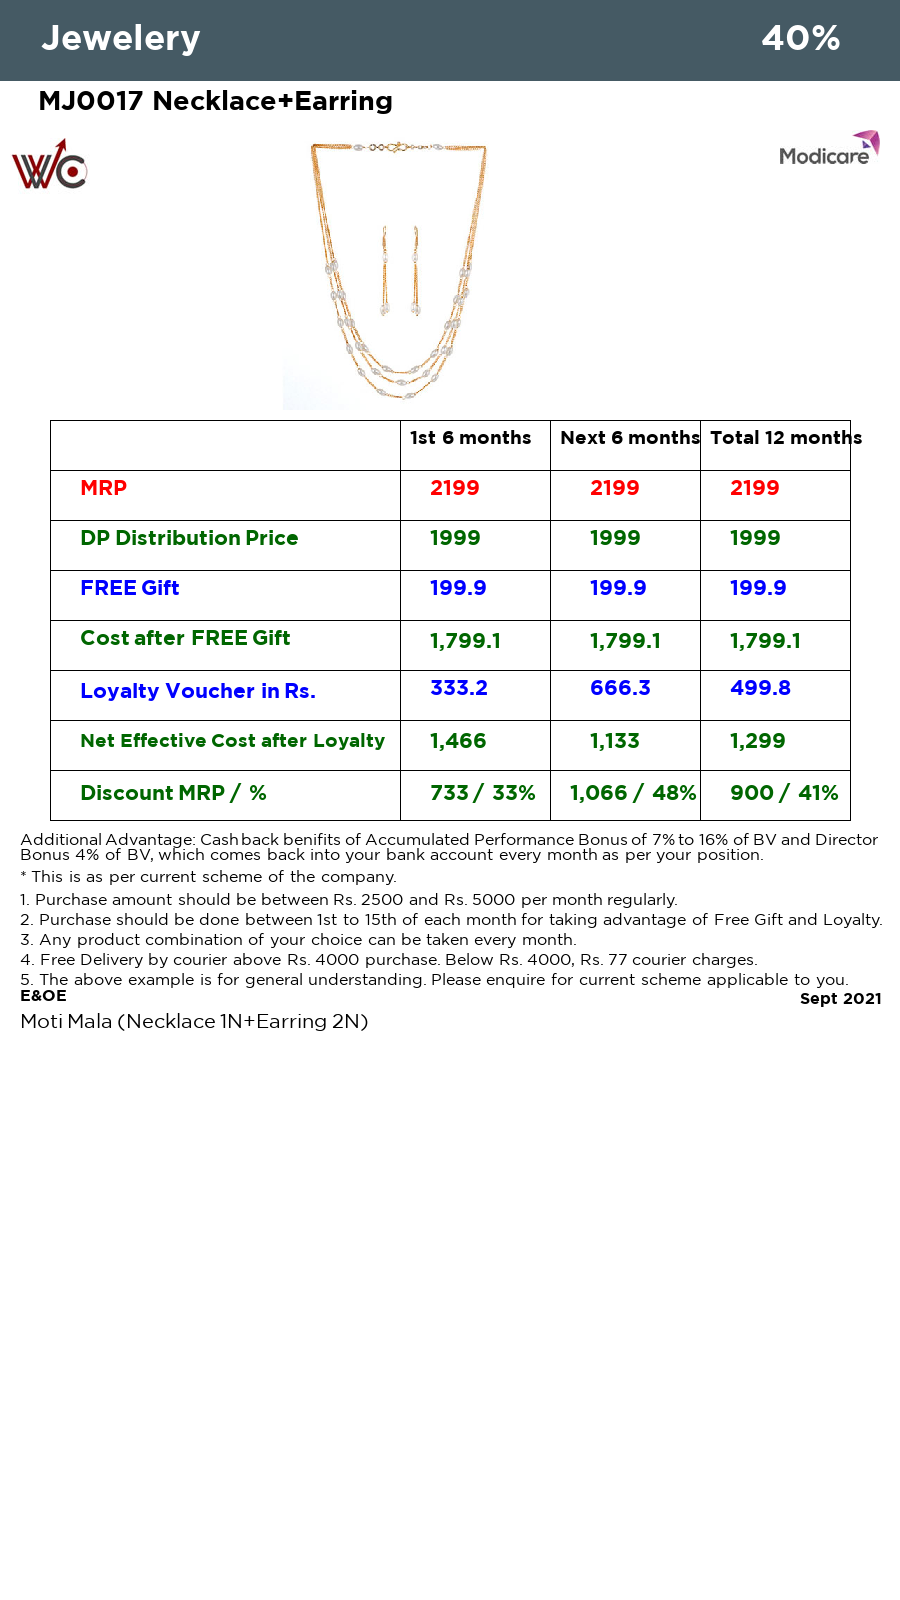 Jewelery 40%
MJ0017 Necklace+Earring
WC
Modicare
1st 6 months Next 6 months Total 12 months
MRP 2199 2199 2199
DP Distribution Price 1999 1999 1999
FREE Gift 199.9 199.9 199.9
Cost after FREE Gift 1,799.1 1,799.1 1,799.1
Loyalty Voucher in Rs. 333.2 666.3 499.8
Net Effective Cost after Loyalty 1,466 1,133 1,299
Discount MRP / % 733 / 33% 1,066 / 48% 900 / 41%
Additional Advantage: Cashback benifits of Accumulated Performance Bonus of 7% to 16% of BV and Director
Bonus 4% of BV, which comes back into your bank account every month as per your position.
* This is as per current scheme of the company.
1. Purchase amount should be between Rs. 2500 and Rs. 5000 per month regularly.
2. Purchase should be done between 1st to 15th of each month for taking advantage of Free Gift and Loyalty.
3. Any product combination of your choice can be taken every month.
4. Free Delivery by courier above Rs. 4000 purchase. Below Rs. 4000, Rs. 77 courier charges.
5. The above example is for general understanding. Please enquire for current scheme applicable to you.
E&OE
Sept 2021
Moti Mala (Necklace 1N+Earring 2N)